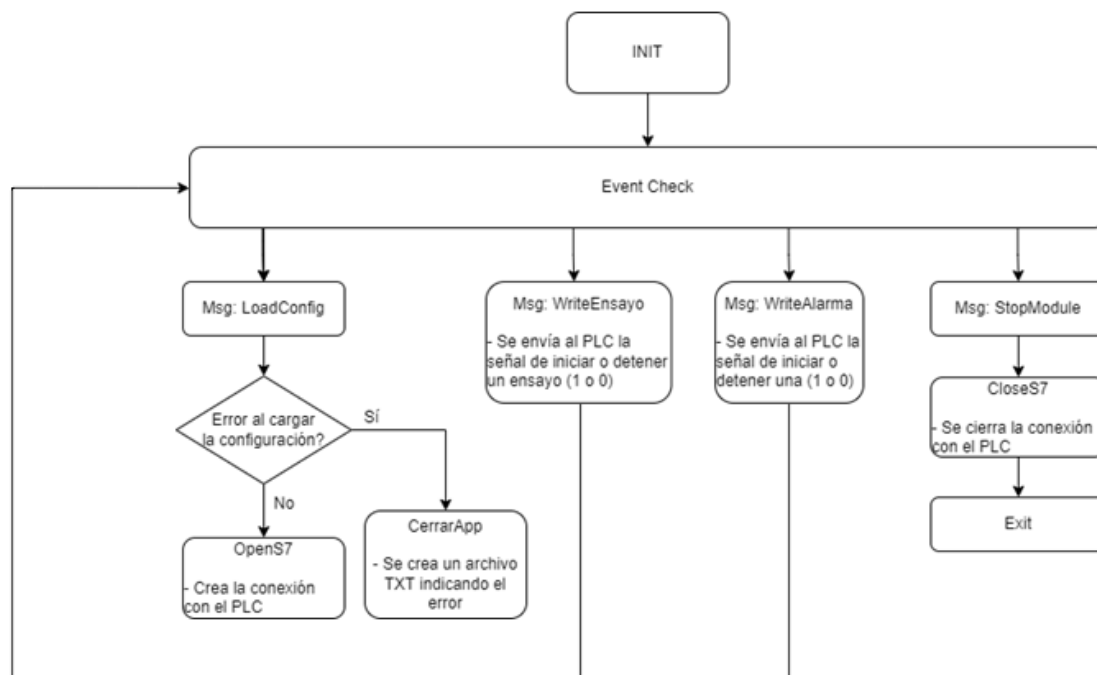 INIT
Event Check
Msg: LoadConfig
Error al cargar
la configuración?
Sí
No
OpenS7
- Crea la conexión
con el PLC
CerrarApp
- Se crea un archivo
TXT indicando el
error
Msg: WriteEnsayo
- Se envía al PLC la
señal de iniciar o detener
un ensayo (1 o 0)
Msg: WriteAlarma
- Se envía al PLC la
señal de iniciar o
detener una (1 o 0)
Msg: StopModule
CloseS7
- Se cierra la conexión
con el PLC
Exit